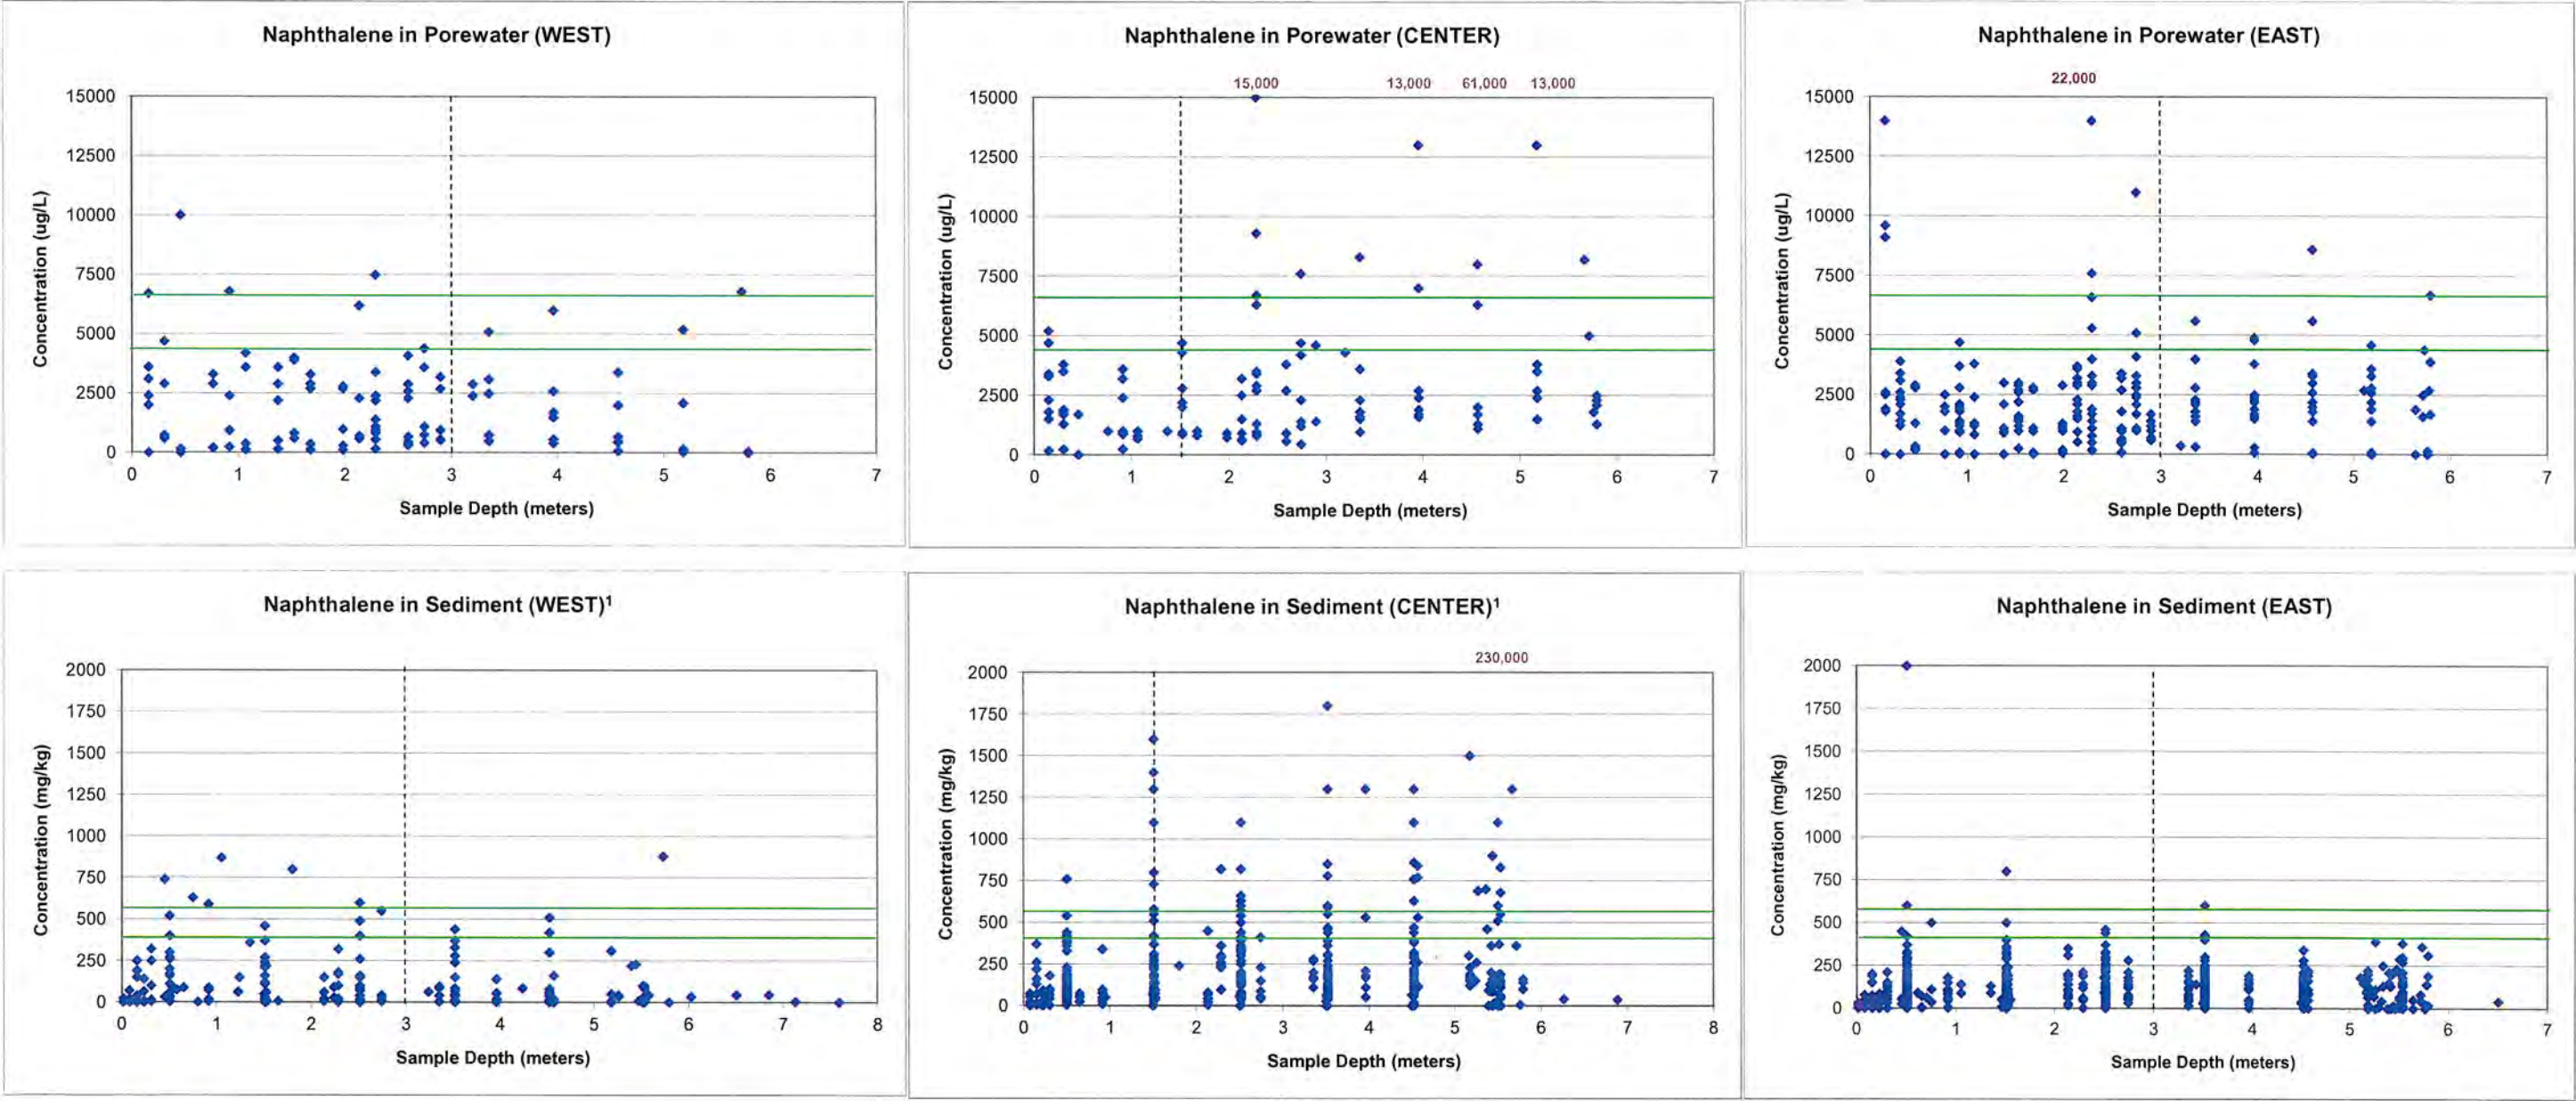 Naphthalene in Porewater (WEST)
15000
12500
10000
7500
5000
2500
0
Concentration (ug/L)
0 1 2 3 4 5 6 7
Sample Depth (meters)
Naphthalene in Porewater (CENTER)
15,000 13,000 61,000 13,000
15000
12500
10000
7500
5000
2500
0
Concentration (ug/L)
0 1 2 3 4 5 6 7
Sample Depth (meters)
Naphthalene in Porewater (EAST)
22,000
15000
12500
10000
7500
5000
2500
0
Concentration (ug/L)
0 1 2 3 4 5 6 7
Sample Depth (meters)
Naphthalene in Sediment (WEST)¹
2000
1750
1500
1250
1000
750
500
250
0
Concentration (mg/kg)
0 1 2 3 4 5 6 7 8
Sample Depth (meters)
Naphthalene in Sediment (CENTER)¹
230,000
2000
1750
1500
1250
1000
750
500
250
0
Concentration (mg/kg)
0 1 2 3 4 5 6 7 8
Sample Depth (meters)
Naphthalene in Sediment (EAST)
2000
1750
1500
1250
1000
750
500
250
0
Concentration (mg/kg)
0 1 2 3 4 5 6 7
Sample Depth (meters)